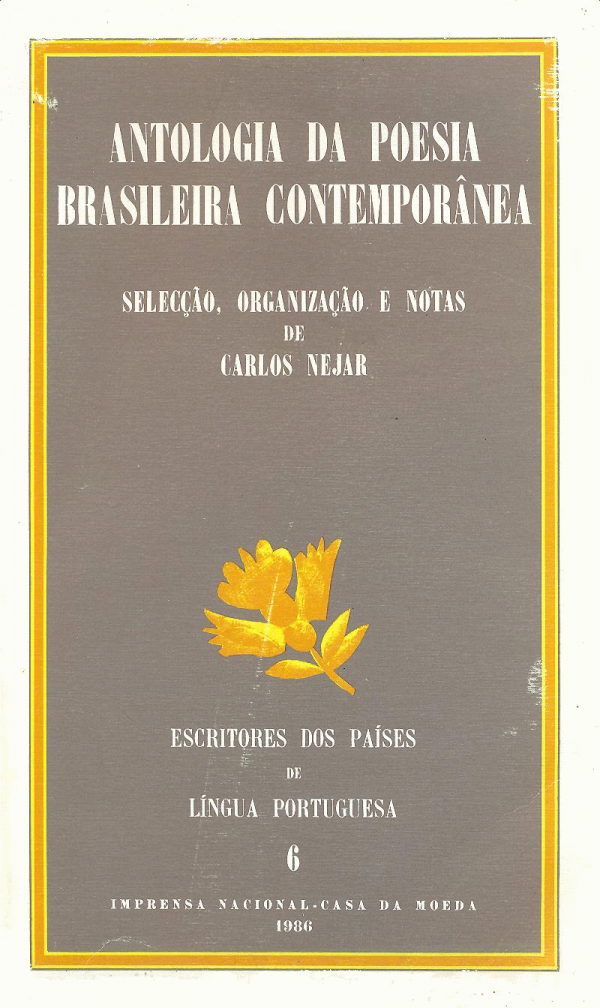 ANTOLOGIA DA POESIA
BRASILEIRA CONTEMPORÂNEA
SELECÇÃO, ORGANIZAÇÃO E NOTAS
DE
CARLOS NEJAR
ESCRITORES DOS PAÍSES
DE
LÍNGUA PORTUGUESA
6
IMPRENSA NACIONAL-CASA DA MOEDA
1986